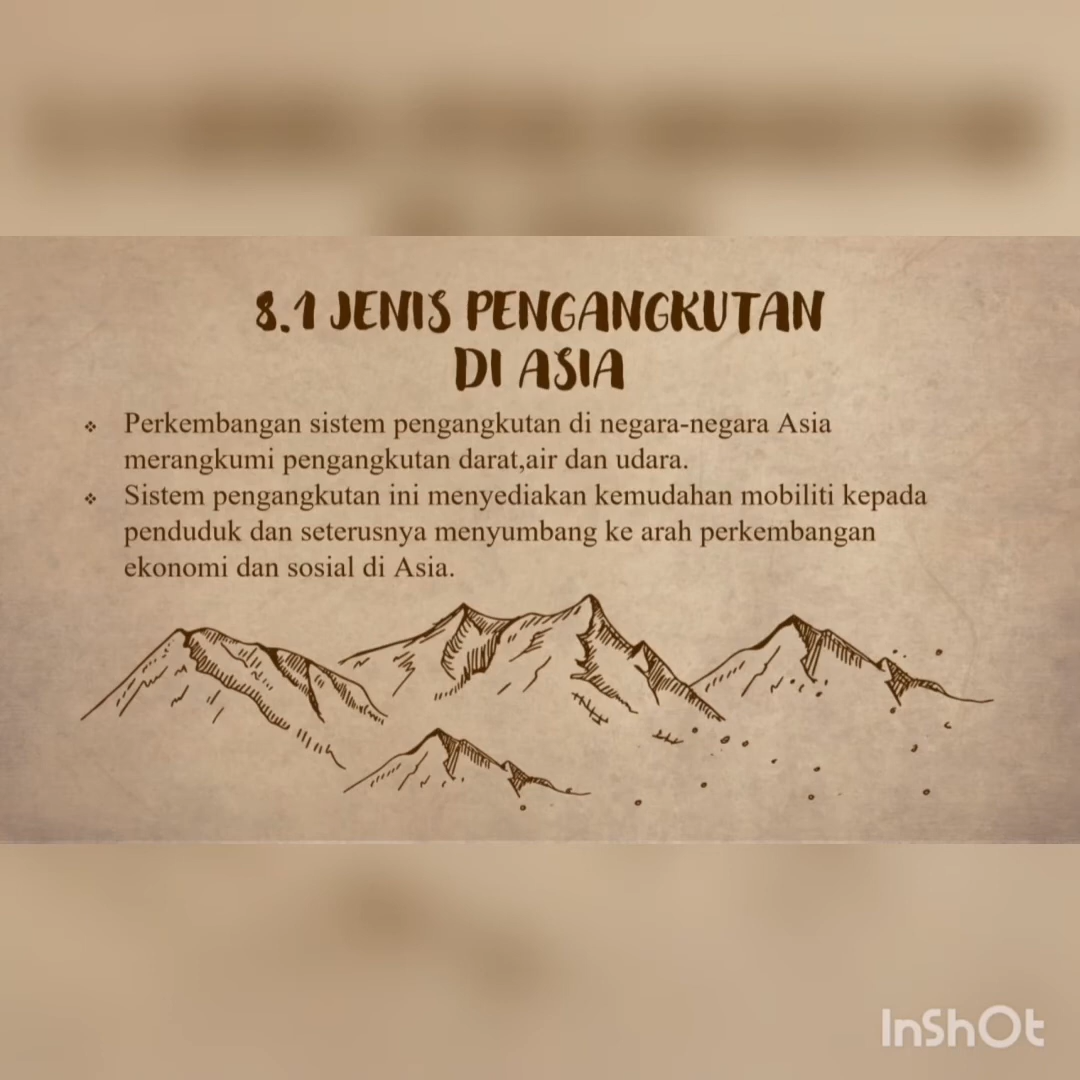 8.1 JENIS PENGANGKUTAN
DI ASIA
❖ Perkembangan sistem pengangkutan di negara-negara Asia
merangkumi pengangkutan darat,air dan udara.
❖ Sistem pengangkutan ini menyediakan kemudahan mobiliti kepada
penduduk dan seterusnya menyumbang ke arah perkembangan
ekonomi dan sosial di Asia.
InShOt